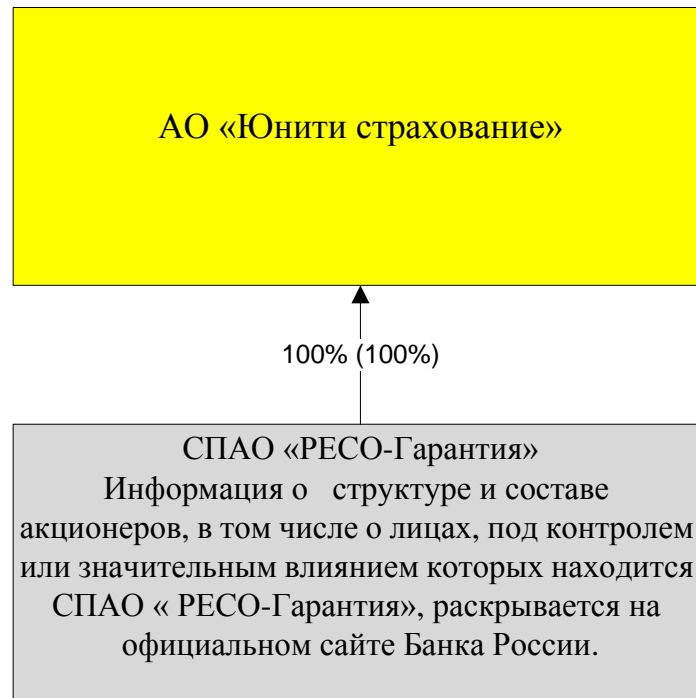 АО «Юнити страхование»
100% (100%)
СПАО «РЕСО-Гарантия»
Информация о структуре и составе
акционеров, в том числе о лицах, под контролем
или значительным влиянием которых находится
СПАО « РЕСО-Гарантия», раскрывается на
официальном сайте Банка России.